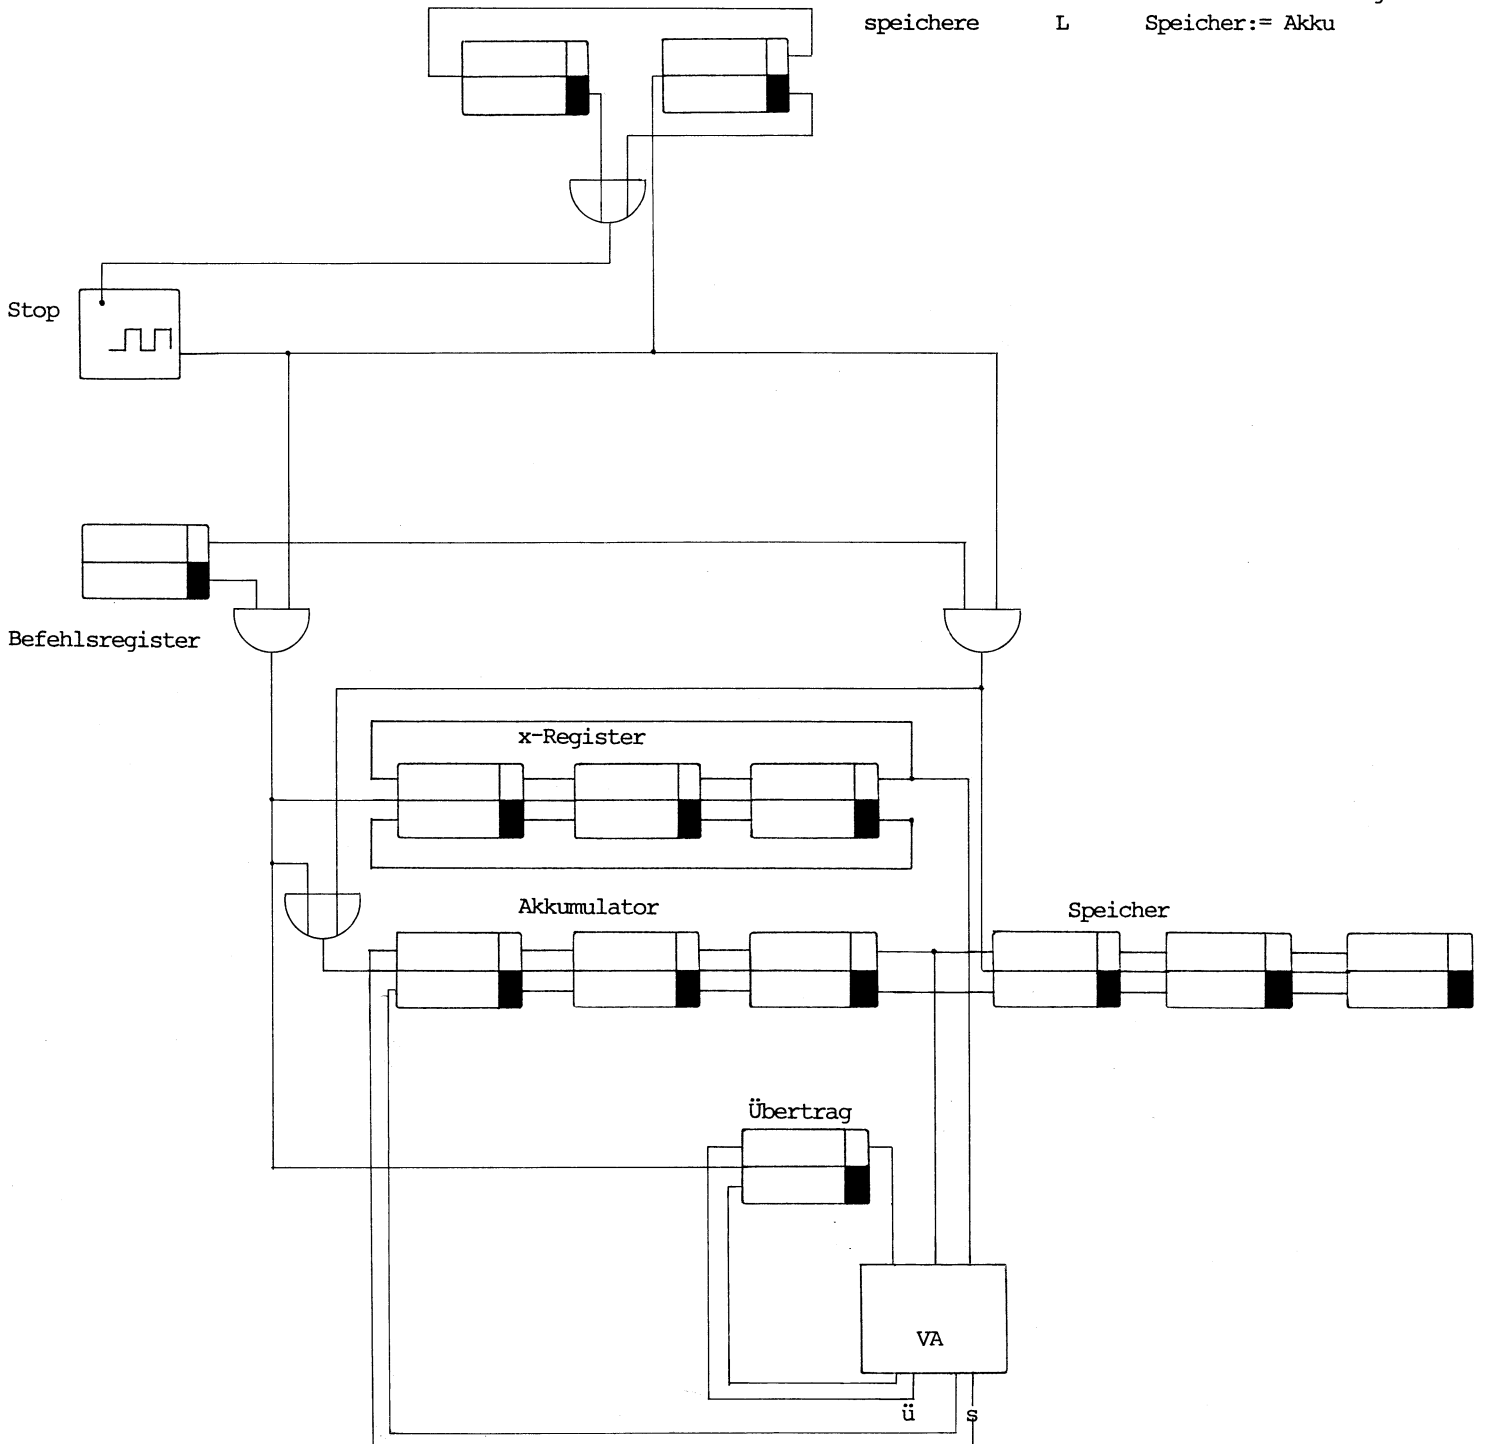 speichere L Speicher:= Akku
Stop
Befehlsregister
x-Register
Akkumulator
Speicher
Übertrag
VA
ü
s